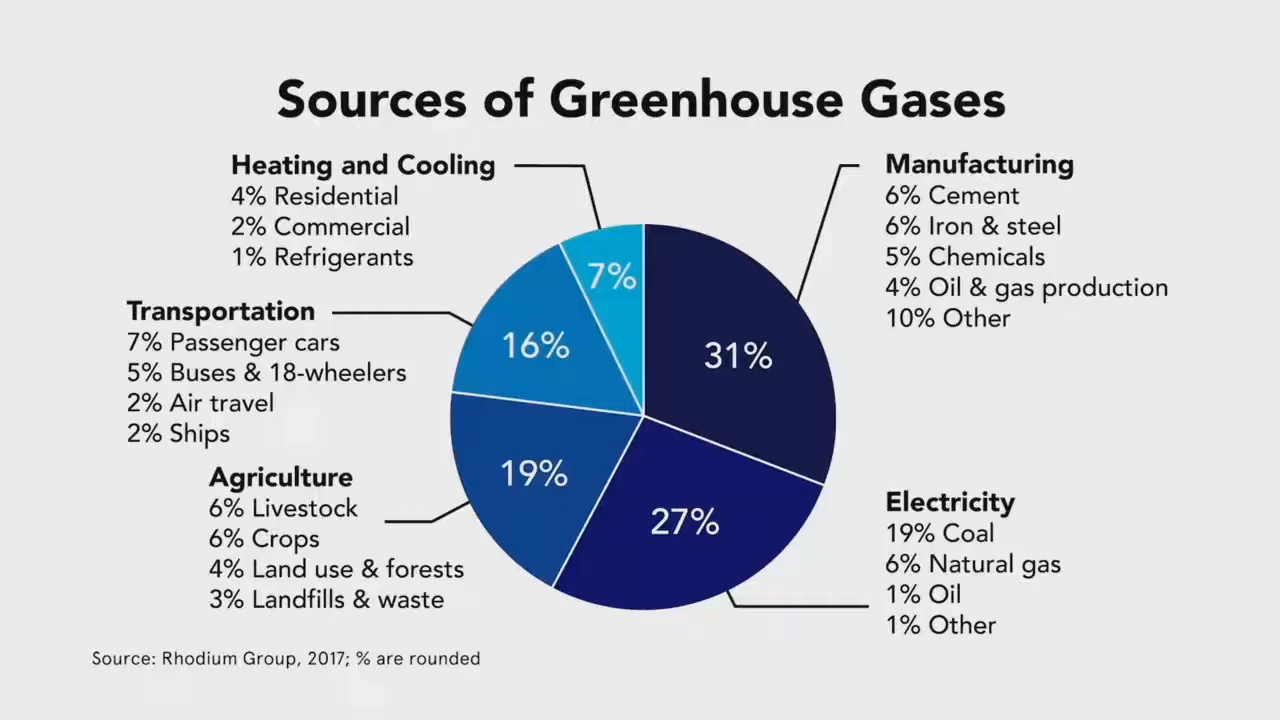 Sources of Greenhouse Gases
Heating and Cooling
4% Residential
2% Commercial
1% Refrigerants
Transportation
7% Passenger cars
5% Buses & 18-wheelers
2% Air travel
2% Ships
Agriculture
6% Livestock
6% Crops
4% Land use & forests
3% Landfills & waste
Manufacturing
6% Cement
6% Iron & steel
5% Chemicals
4% Oil & gas production
10% Other
Electricity
19% Coal
6% Natural gas
1% Oil
1% Other
7%
16%
31%
19%
27%
Source: Rhodium Group, 2017; % are rounded